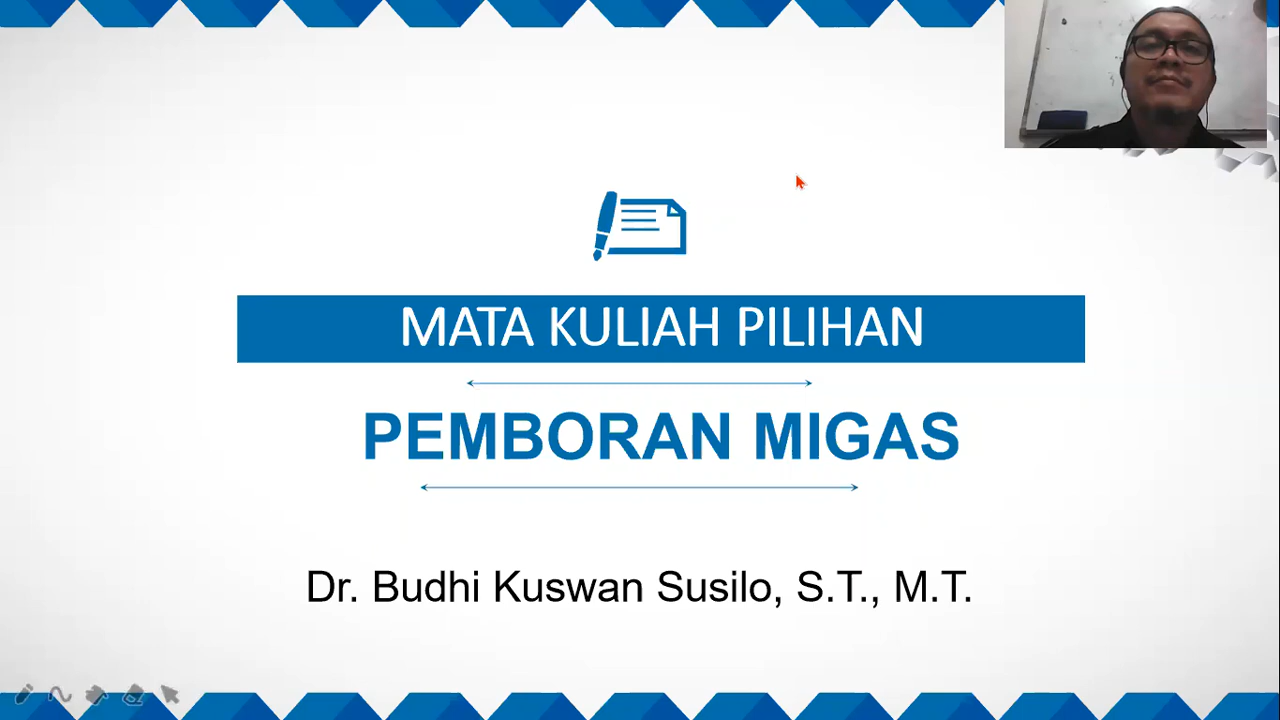 MATA KULIAH PILIHAN
PEMBORAN MIGAS
Dr. Budhi Kuswan Susilo, S.T., M.T.